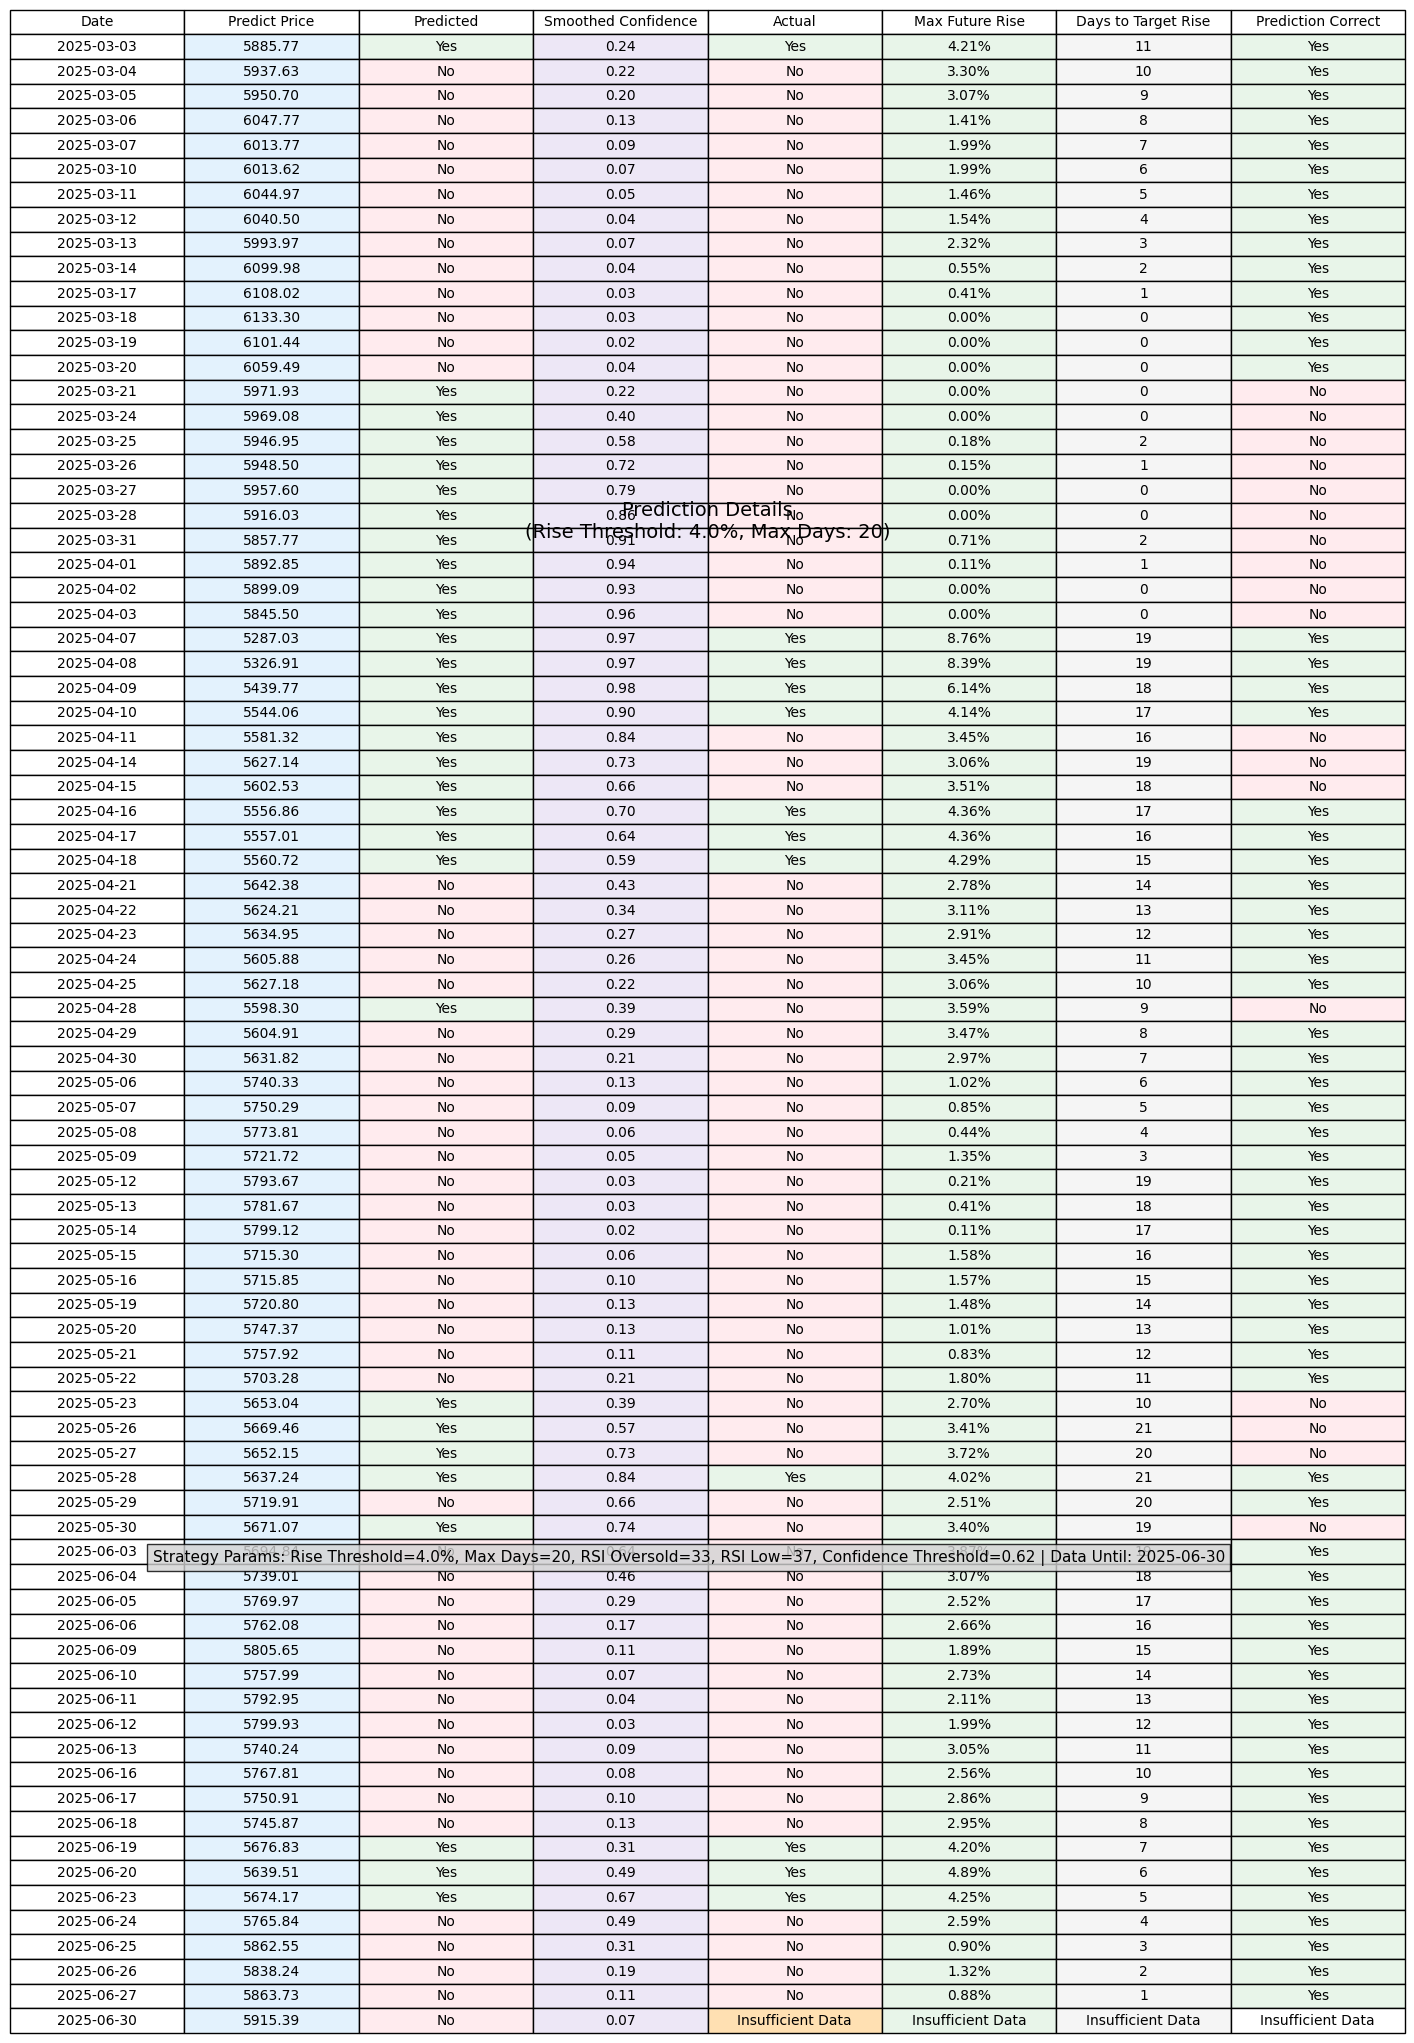 Date Predict Price Predicted Smoothed Confidence Actual Max Future Rise Days to Target Rise Prediction Correct
2025-03-03 5885.77 Yes 0.24 Yes 4.21% 11 Yes
2025-03-04 5937.63 No 0.22 No 3.30% 10 Yes
2025-03-05 5950.70 No 0.20 No 3.07% 9 Yes
2025-03-06 6047.77 No 0.13 No 1.41% 8 Yes
2025-03-07 6013.77 No 0.09 No 1.99% 7 Yes
2025-03-10 6013.62 No 0.07 No 1.99% 6 Yes
2025-03-11 6044.97 No 0.05 No 1.46% 5 Yes
2025-03-12 6040.50 No 0.04 No 1.54% 4 Yes
2025-03-13 5993.97 No 0.07 No 2.32% 3 Yes
2025-03-14 6099.98 No 0.04 No 0.55% 2 Yes
2025-03-17 6108.02 No 0.03 No 0.41% 1 Yes
2025-03-18 6133.30 No 0.03 No 0.00% 0 Yes
2025-03-19 6101.44 No 0.02 No 0.00% 0 Yes
2025-03-20 6059.49 No 0.04 No 0.00% 0 Yes
2025-03-21 5971.93 Yes 0.22 No 0.00% 0 No
2025-03-24 5969.08 Yes 0.40 No 0.00% 0 No
2025-03-25 5946.95 Yes 0.58 No 0.18% 2 No
2025-03-26 5948.50 Yes 0.72 No 0.15% 1 No
2025-03-27 5957.60 Yes 0.79 No 0.00% 0 No
Prediction Details
2025-03-28 5916.03 Yes 0.86 No 0.00% 0 No
(Rise Threshold: 4.0%, Max Days: 20)
2025-03-31 5857.77 Yes 0.91 No 0.71% 2 No
2025-04-01 5892.85 Yes 0.94 No 0.11% 1 No
2025-04-02 5899.09 Yes 0.93 No 0.00% 0 No
2025-04-03 5845.50 Yes 0.96 No 0.00% 0 No
2025-04-07 5287.03 Yes 0.97 Yes 8.76% 19 Yes
2025-04-08 5326.91 Yes 0.97 Yes 8.39% 19 Yes
2025-04-09 5439.77 Yes 0.98 Yes 6.14% 18 Yes
2025-04-10 5544.06 Yes 0.90 Yes 4.14% 17 Yes
2025-04-11 5581.32 Yes 0.84 No 3.45% 16 No
2025-04-14 5627.14 Yes 0.73 No 3.06% 19 No
2025-04-15 5602.53 Yes 0.66 No 3.51% 18 No
2025-04-16 5556.86 Yes 0.70 Yes 4.36% 17 Yes
2025-04-17 5557.01 Yes 0.64 Yes 4.36% 16 Yes
2025-04-18 5560.72 Yes 0.59 Yes 4.29% 15 Yes
2025-04-21 5642.38 No 0.43 No 2.78% 14 Yes
2025-04-22 5624.21 No 0.34 No 3.11% 13 Yes
2025-04-23 5634.95 No 0.27 No 2.91% 12 Yes
2025-04-24 5605.88 No 0.26 No 3.45% 11 Yes
2025-04-25 5627.18 No 0.22 No 3.06% 10 Yes
2025-04-28 5598.30 Yes 0.39 No 3.59% 9 No
2025-04-29 5604.91 No 0.29 No 3.47% 8 Yes
2025-04-30 5631.82 No 0.21 No 2.97% 7 Yes
2025-05-06 5740.33 No 0.13 No 1.02% 6 Yes
2025-05-07 5750.29 No 0.09 No 0.85% 5 Yes
2025-05-08 5773.81 No 0.06 No 0.44% 4 Yes
2025-05-09 5721.72 No 0.05 No 1.35% 3 Yes
2025-05-12 5793.67 No 0.03 No 0.21% 19 Yes
2025-05-13 5781.67 No 0.03 No 0.41% 18 Yes
2025-05-14 5799.12 No 0.02 No 0.11% 17 Yes
2025-05-15 5715.30 No 0.06 No 1.58% 16 Yes
2025-05-16 5715.85 No 0.10 No 1.57% 15 Yes
2025-05-19 5720.80 No 0.13 No 1.48% 14 Yes
2025-05-20 5747.37 No 0.13 No 1.01% 13 Yes
2025-05-21 5757.92 No 0.11 No 0.83% 12 Yes
2025-05-22 5703.28 No 0.21 No 1.80% 11 Yes
2025-05-23 5653.04 Yes 0.39 No 2.70% 10 No
2025-05-26 5669.46 Yes 0.57 No 3.41% 21 No
2025-05-27 5652.15 Yes 0.73 No 3.72% 20 No
2025-05-28 5637.24 Yes 0.84 Yes 4.02% 21 Yes
2025-05-29 5719.91 No 0.66 No 2.51% 20 Yes
2025-05-30 5671.07 Yes 0.74 No 3.40% 19 No
2025-06-03 Yes
Strategy Params: Rise Threshold=4.0%, Max Days=20, RSI Oversold=33, RSI Low=37, Confidence Threshold=0.62 | Data Until: 2025-06-30
2025-06-04 5739.01 No 0.46 No 3.07% 18 Yes
2025-06-05 5769.97 No 0.29 No 2.52% 17 Yes
2025-06-06 5762.08 No 0.17 No 2.66% 16 Yes
2025-06-09 5805.65 No 0.11 No 1.89% 15 Yes
2025-06-10 5757.99 No 0.07 No 2.73% 14 Yes
2025-06-11 5792.95 No 0.04 No 2.11% 13 Yes
2025-06-12 5799.93 No 0.03 No 1.99% 12 Yes
2025-06-13 5740.24 No 0.09 No 3.05% 11 Yes
2025-06-16 5767.81 No 0.08 No 2.56% 10 Yes
2025-06-17 5750.91 No 0.10 No 2.86% 9 Yes
2025-06-18 5745.87 No 0.13 No 2.95% 8 Yes
2025-06-19 5676.83 Yes 0.31 Yes 4.20% 7 Yes
2025-06-20 5639.51 Yes 0.49 Yes 4.89% 6 Yes
2025-06-23 5674.17 Yes 0.67 Yes 4.25% 5 Yes
2025-06-24 5765.84 No 0.49 No 2.59% 4 Yes
2025-06-25 5862.55 No 0.31 No 0.90% 3 Yes
2025-06-26 5838.24 No 0.19 No 1.32% 2 Yes
2025-06-27 5863.73 No 0.11 No 0.88% 1 Yes
2025-06-30 5915.39 No 0.07 Insufficient Data Insufficient Data Insufficient Data Insufficient Data